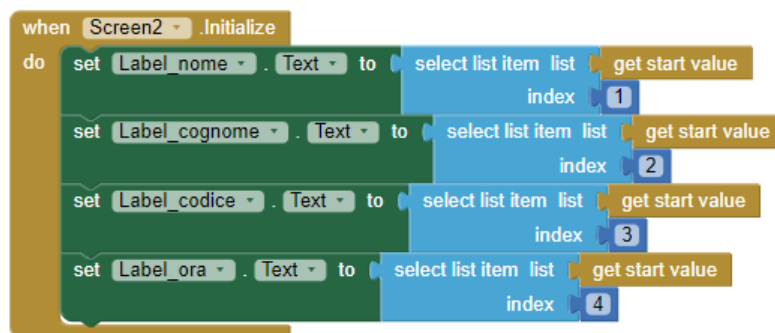 when Screen2 .Initialize
do set Label_nome . Text to select list item list get start value
index 1
set Label_cognome . Text to select list item list get start value
index 2
set Label_codice . Text to select list item list get start value
index 3
set Label_ora . Text to select list item list get start value
index 4